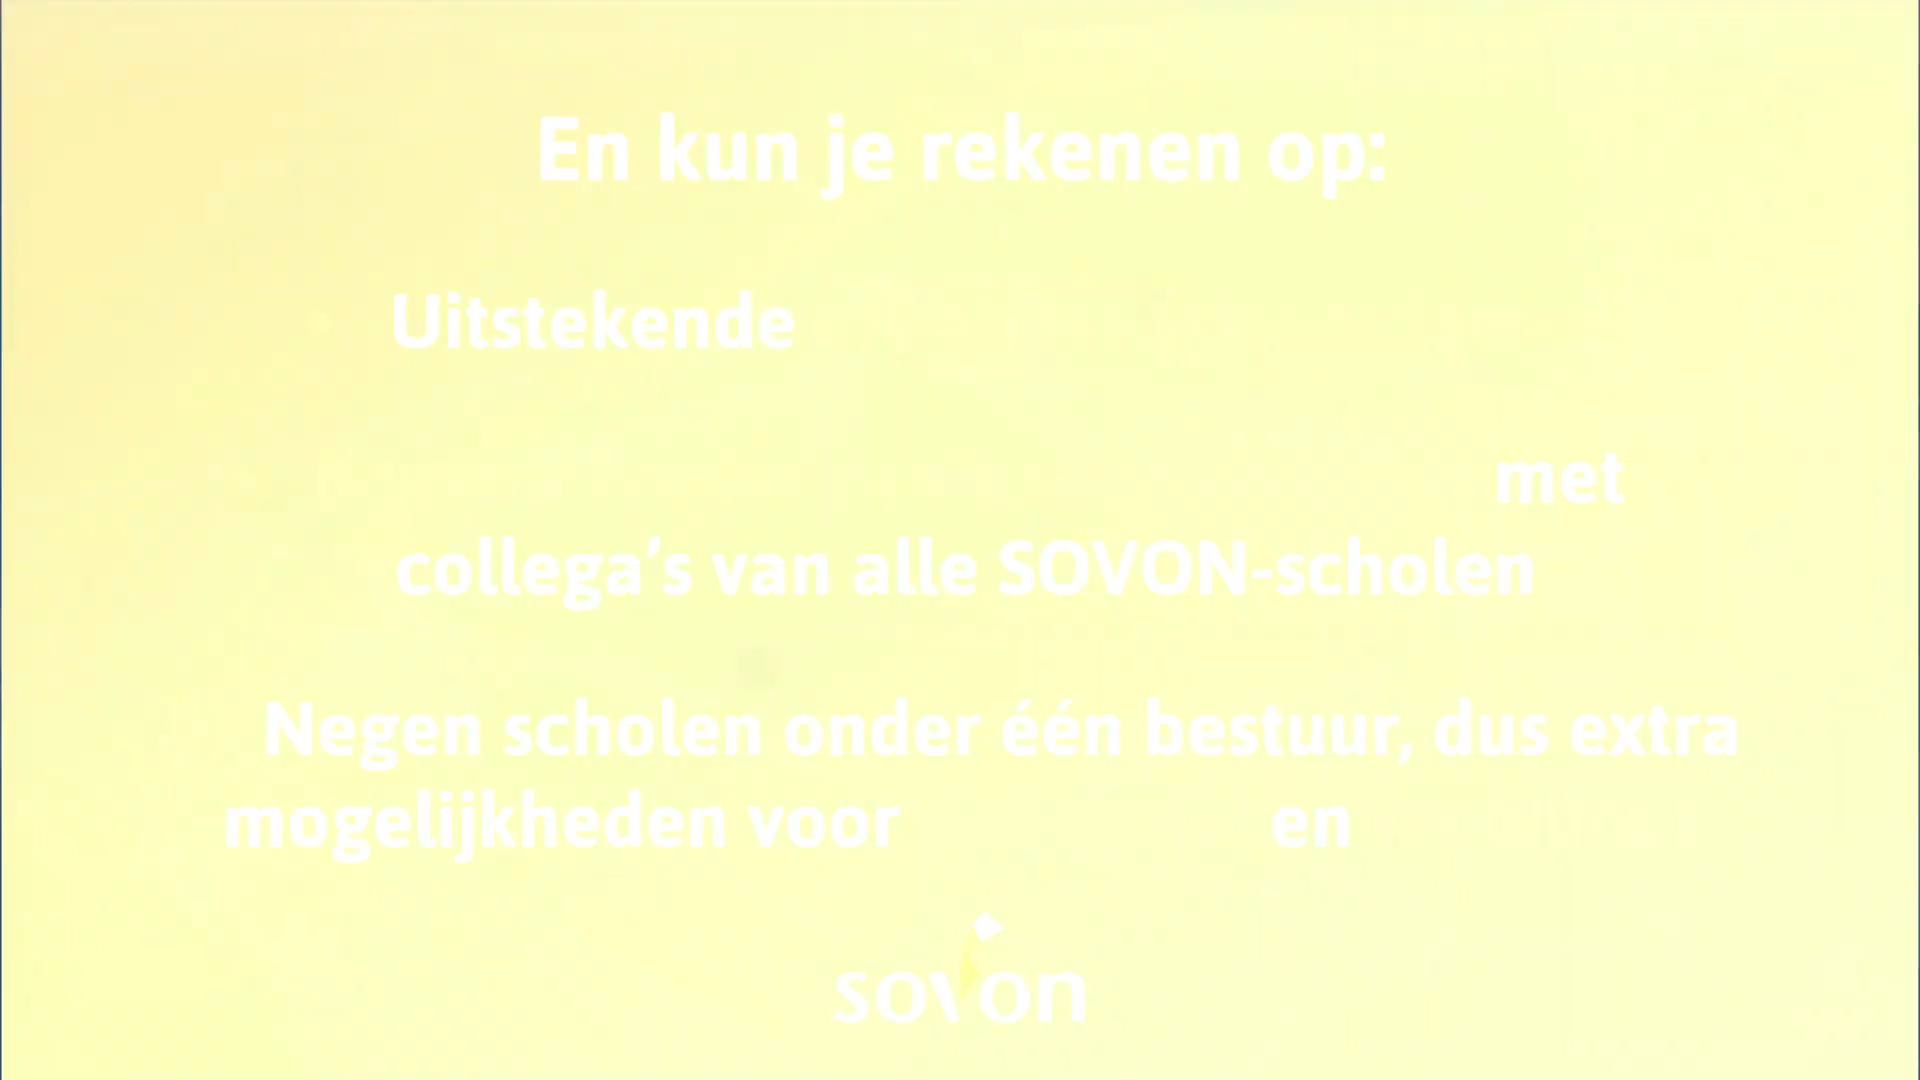 En kun je rekenen op:
Uitstekende
met
collega’s van alle SOVON-scholen
Negen scholen onder één bestuur, dus extra
mogelijkheden voor en
sovon